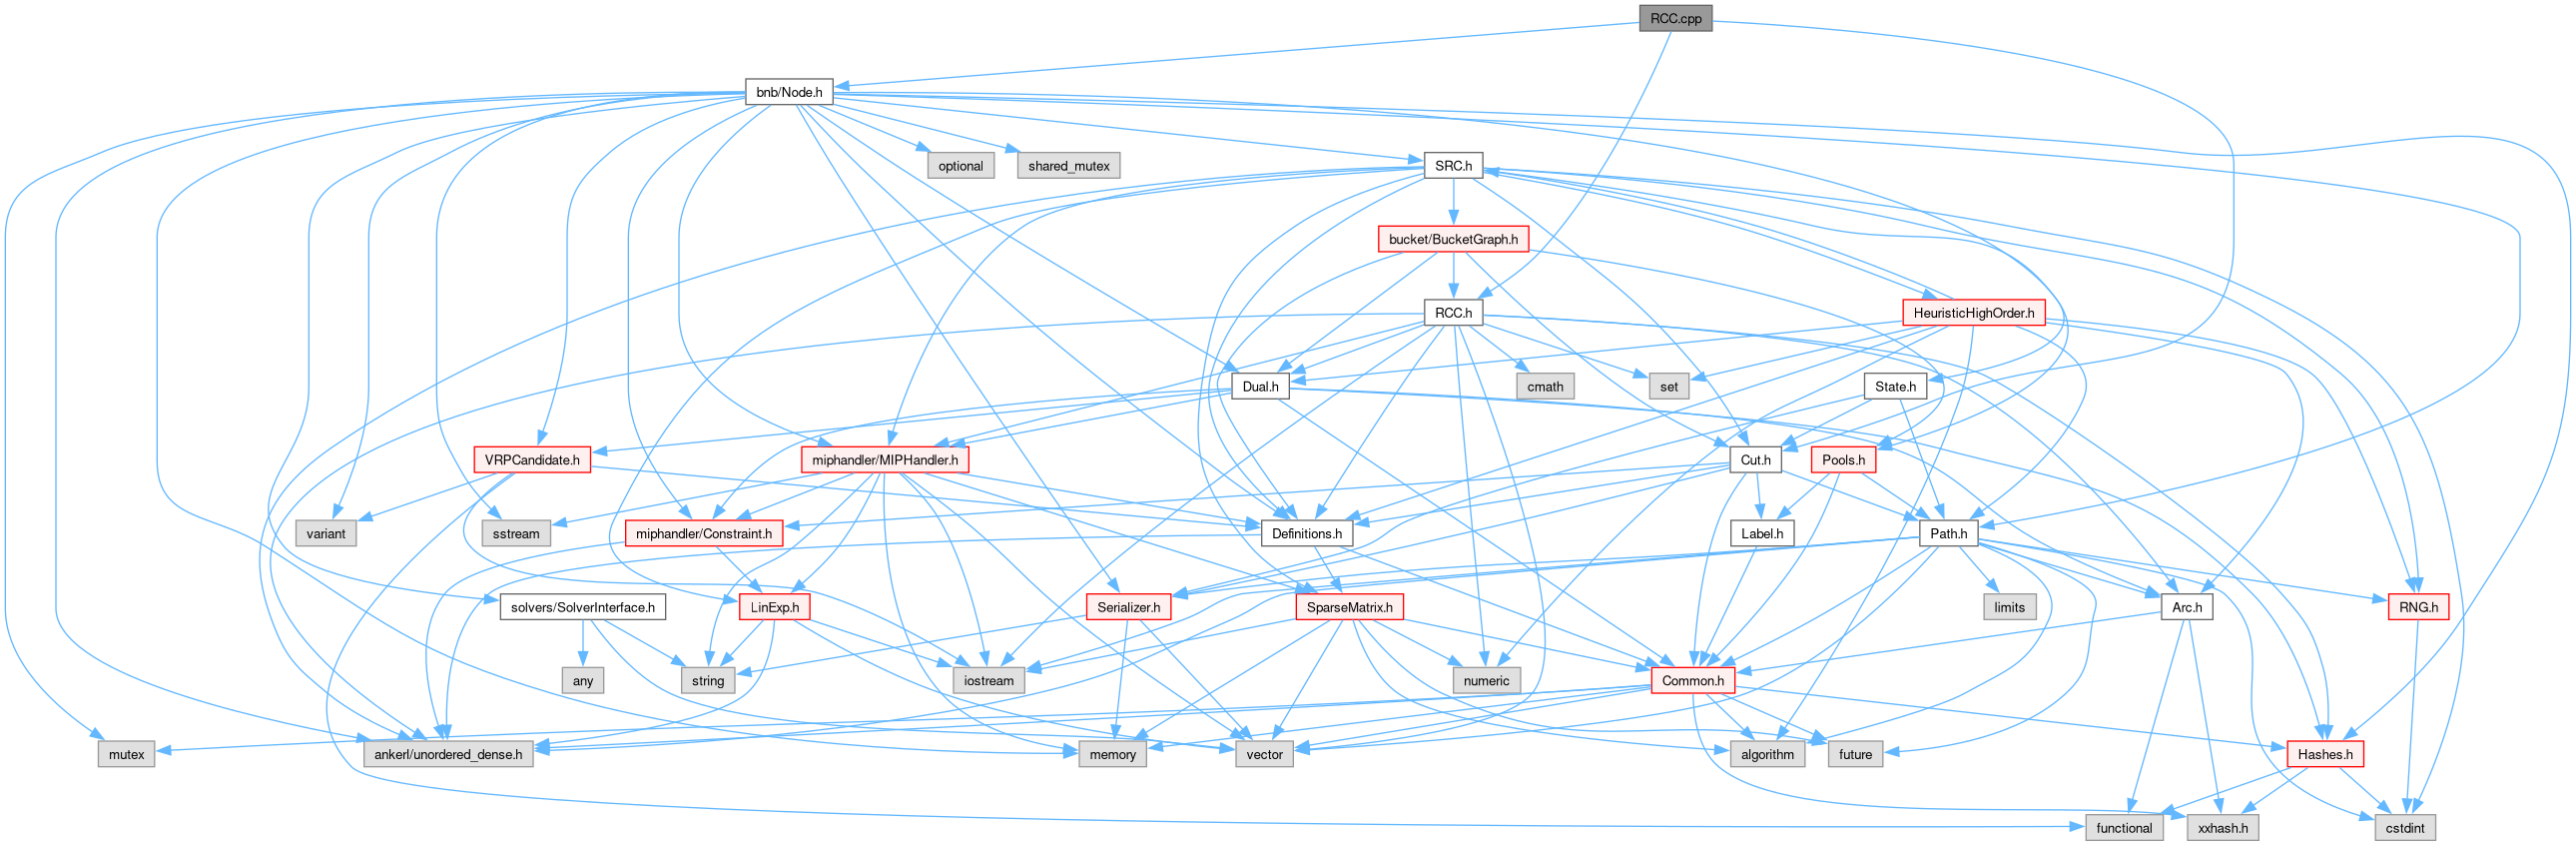 RCC.cpp
bnb/Node.h
optional
shared_mutex
SRC.h
bucket/BucketGraph.h
RCC.h
HeuristicHighOrder.h
Dual.h
cmath
set
State.h
VRPCandidate.h
miphandler/MIPHandler.h
Cut.h
Pools.h
variant
sstream
miphandler/Constraint.h
Definitions.h
Label.h
Path.h
solvers/SolverInterface.h
LinExp.h
Serializer.h
SparseMatrix.h
limits
Arc.h
RNG.h
any
string
iostream
numeric
Common.h
mutex
ankerl/unordered_dense.h
memory
vector
algorithm
future
Hashes.h
functional
xxhash.h
cstdint